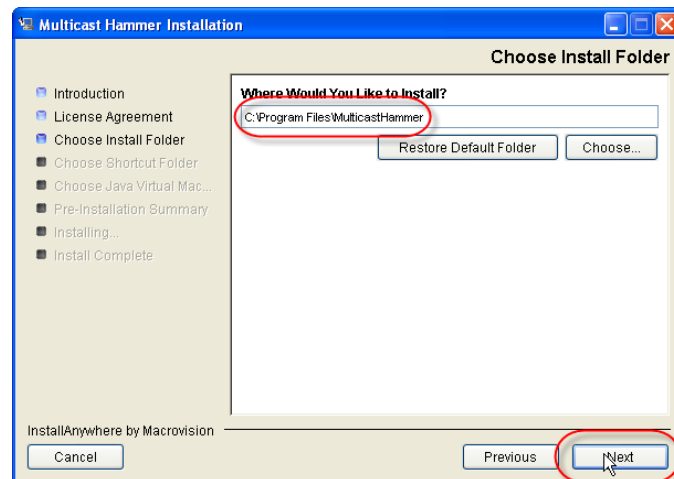 Multicast Hammer Installation
Choose Install Folder
Introduction
License Agreement
Choose Install Folder
Choose Shortcut Folder
Choose Java Virtual Mac...
Pre-Installation Summary
Installing...
Install Complete
Where Would You Like to Install?
C:\Program Files\MulticastHammer
Restore Default Folder
Choose...
InstallAnywhere by Macrovision
Cancel
Previous
Next